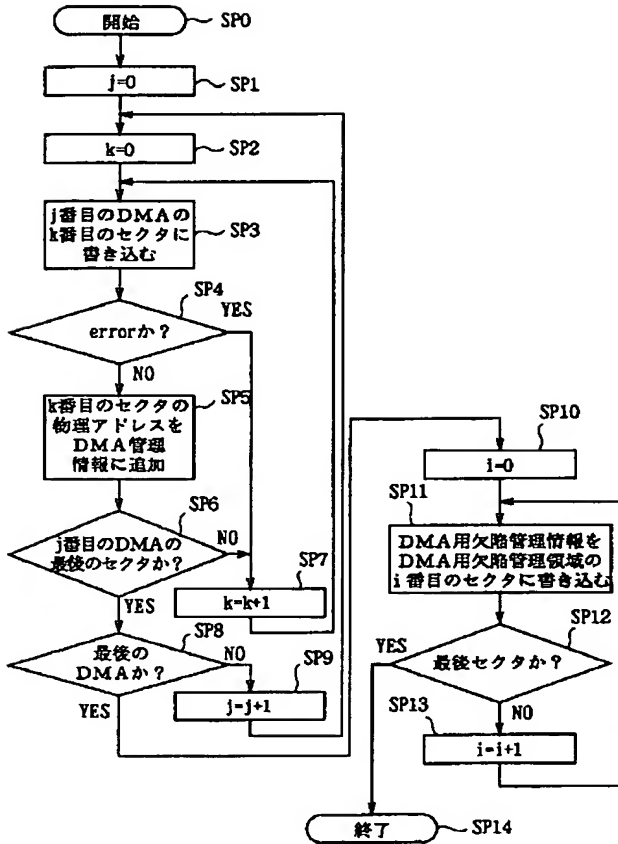 開始
SP0
j=0
SP1
k=0
SP2
j番目のDMAの
k番目のセクタに
書き込む
SP3
SP4
errorか?
YES
NO
k番目のセクタの
物理アドレスを
DMA管理
情報に追加
SP5
SP6
j番目のDMAの
最後のセクタか?
NO
YES
SP7
k=k+1
SP8
最後の
DMAか?
NO
YES
SP9
j=j+1
SP10
i=0
SP11
DMA用欠陥管理情報を
DMA用欠陥管理領域の
i番目のセクタに書き込む
SP12
YES
最後セクタか?
NO
SP13
i=i+1
終了
SP14